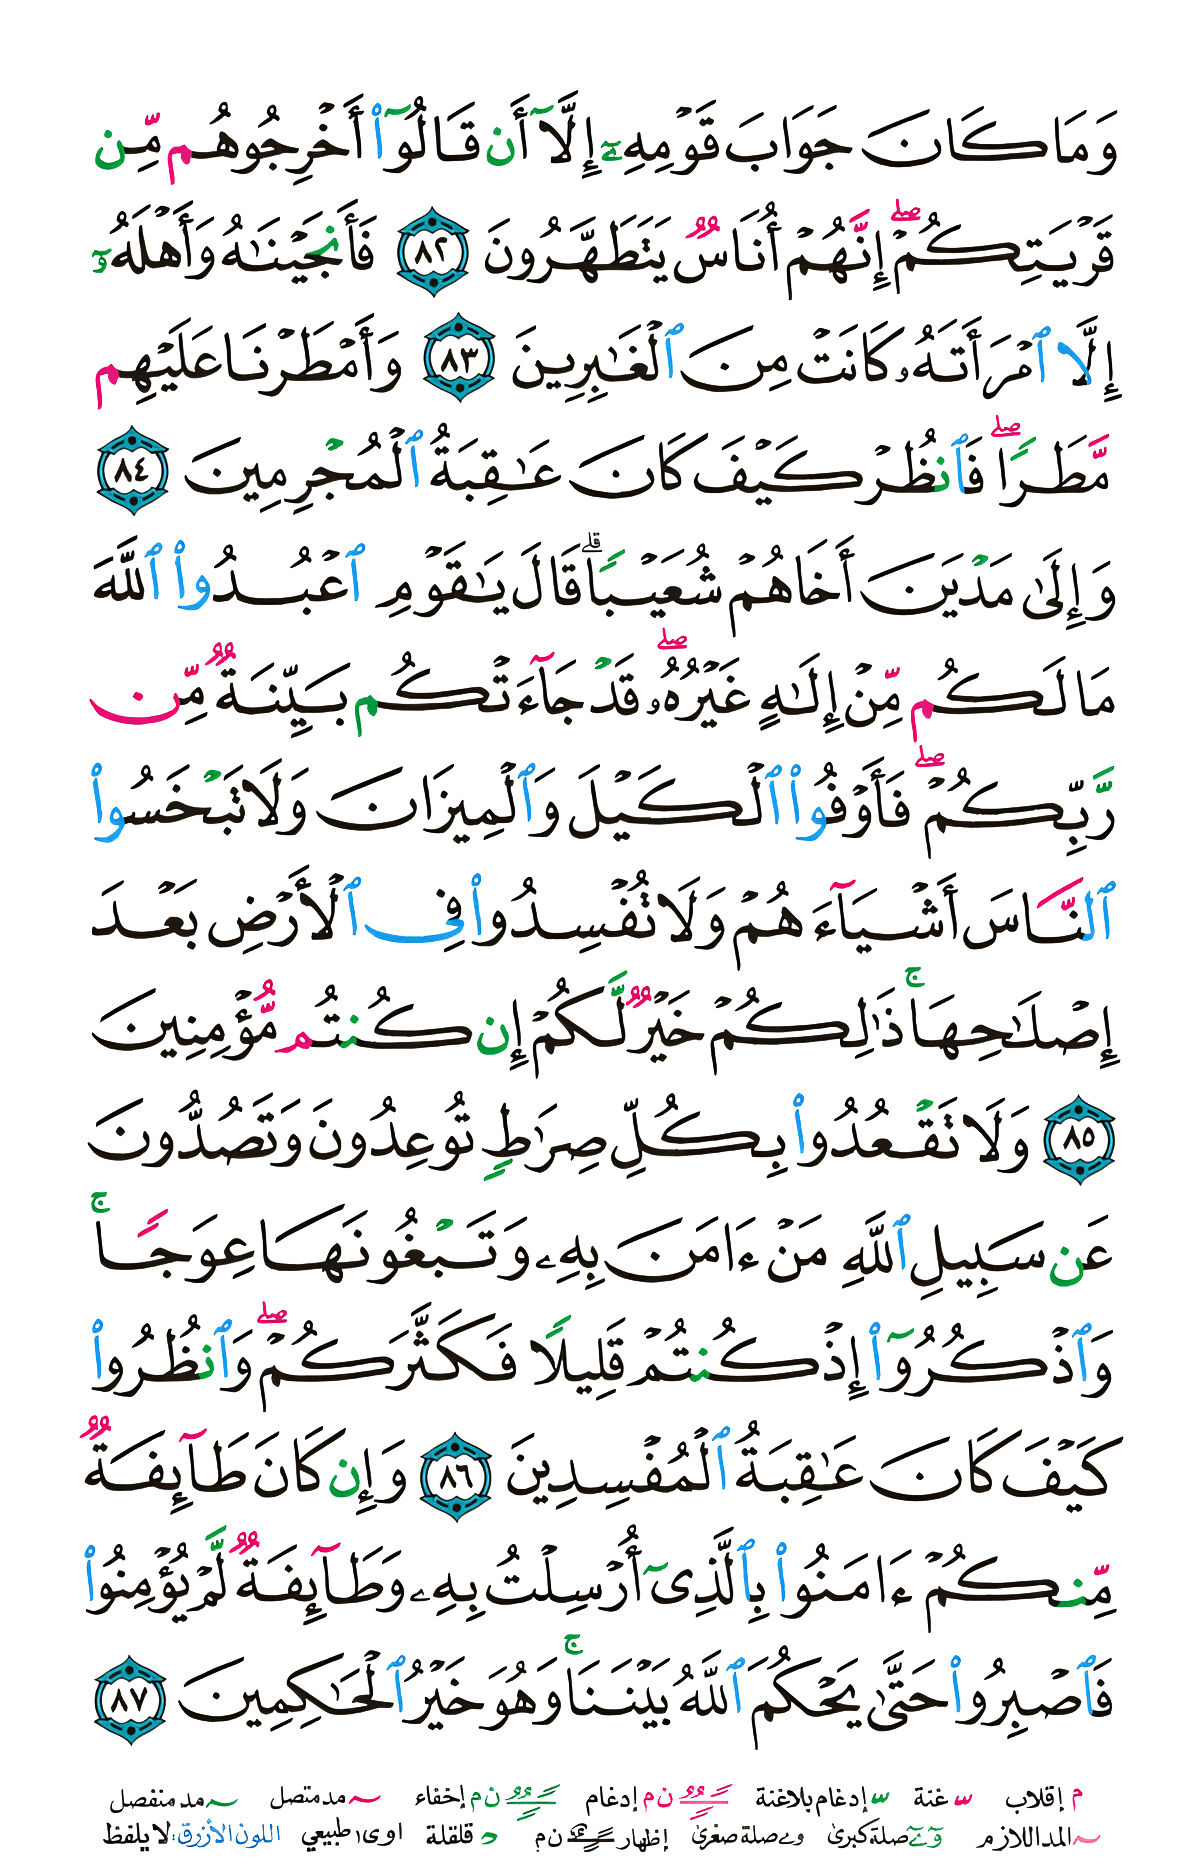 وَمَا كَانَ جَوَابَ قَوْمِهِۦٓ إِلَّآ أَن قَالُوٓا۟ أَخْرِجُوهُم مِّن
قَرْيَتِكُمْ ۖ إِنَّهُمْ أُنَاسٌ يَتَطَهَّرُونَ ٨٢ فَأَنجَيْنَـٰهُ وَأَهْلَهُۥٓ
إِلَّا ٱمْرَأَتَهُۥ كَانَتْ مِنَ ٱلْغَـٰبِرِينَ ٨٣ وَأَمْطَرْنَا عَلَيْهِم
مَّطَرًا ۖ فَٱنظُرْ كَيْفَ كَانَ عَـٰقِبَةُ ٱلْمُجْرِمِينَ ٨٤
وَإِلَىٰ مَدْيَنَ أَخَاهُمْ شُعَيْبًا ۗ قَالَ يَـٰقَوْمِ ٱعْبُدُوا۟ ٱللَّهَ
مَا لَكُم مِّنْ إِلَـٰهٍ غَيْرُهُۥ ۖ قَدْ جَآءَتْكُم بَيِّنَةٌ مِّن
رَّبِّكُمْ ۖ فَأَوْفُوا۟ ٱلْكَيْلَ وَٱلْمِيزَانَ وَلَا تَبْخَسُوا۟
ٱلنَّاسَ أَشْيَآءَهُمْ وَلَا تُفْسِدُوا۟ فِى ٱلْأَرْضِ بَعْدَ
إِصْلَـٰحِهَا ۚ ذَٰلِكُمْ خَيْرٌ لَّكُمْ إِن كُنتُم مُّؤْمِنِينَ
٨٥ وَلَا تَقْعُدُوا۟ بِكُلِّ صِرَٰطٍ تُوعِدُونَ وَتَصُدُّونَ
عَن سَبِيلِ ٱللَّهِ مَنْ ءَامَنَ بِهِۦ وَتَبْغُونَهَا عِوَجًا ۚ
وَٱذْكُرُوٓا۟ إِذْ كُنتُمْ قَلِيلًا فَكَثَّرَكُمْ ۖ وَٱنظُرُوا۟
كَيْفَ كَانَ عَـٰقِبَةُ ٱلْمُفْسِدِينَ ٨٦ وَإِن كَانَ طَآئِفَةٌ
مِّنكُمْ ءَامَنُوا۟ بِٱلَّذِىٓ أُرْسِلْتُ بِهِۦ وَطَآئِفَةٌ لَّمْ يُؤْمِنُوا۟
فَٱصْبِرُوا۟ حَتَّىٰ يَحْكُمَ ٱللَّهُ بَيْنَنَا ۚ وَهُوَ خَيْرُ ٱلْحَـٰكِمِينَ ٨٧
م إقلاب غنة إدغام بلاغنة ن م إدغام ن م إخفاء مد متصل مد منفصل
المد اللازم صلة كبرى و ے صلة صغرى إظهار ن م قلقلة ا و ى طبيعي اللون الأزرق: لا يلفظ